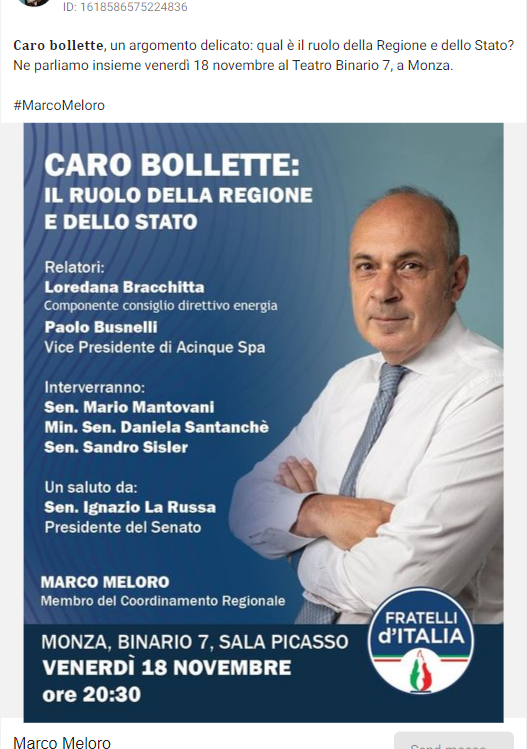 ID: 1618586575224836
Caro bollette, un argomento delicato: qual è il ruolo della Regione e dello Stato?
Ne parliamo insieme venerdì 18 novembre al Teatro Binario 7, a Monza.
#MarcoMeloro
CARO BOLLETTE:
IL RUOLO DELLA REGIONE
E DELLO STATO
Relatori:
Loredana Bracchitta
Componente consiglio direttivo energia
Paolo Busnelli
Vice Presidente di Acinque Spa
Interverranno:
Sen. Mario Mantovani
Min. Sen. Daniela Santanchè
Sen. Sandro Sisler
Un saluto da:
Sen. Ignazio La Russa
Presidente del Senato
MARCO MELORO
Membro del Coordinamento Regionale
FRATELLI
d'ITALIA
MONZA, BINARIO 7, SALA PICASSO
VENERDÌ 18 NOVEMBRE
ore 20:30
Marco Meloro